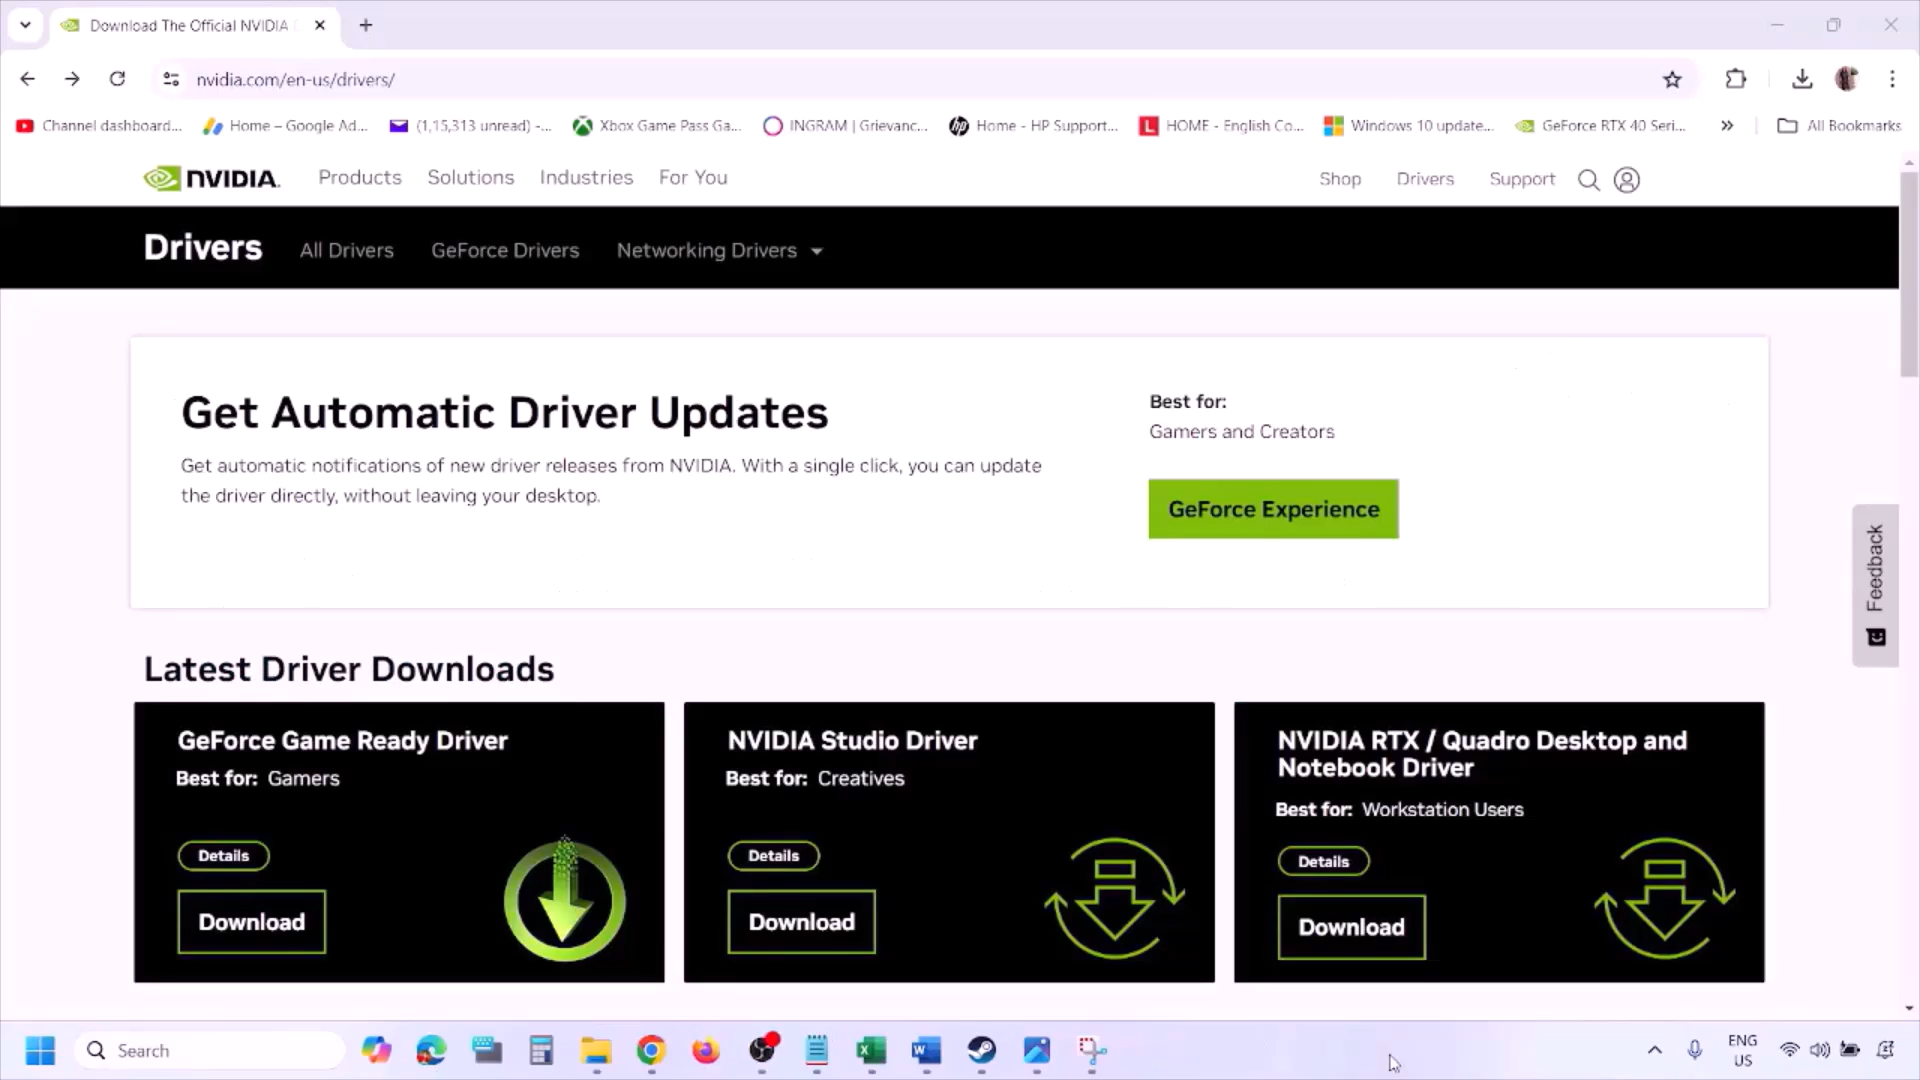 Download The Official NVIDIA
nvidia.com/en-us/drivers/
Channel dashboard...
Home – Google Ad...
(1,15,313 unread) -...
Xbox Game Pass Ga...
INGRAM | Grievanc...
Home - HP Support...
HOME - English Co...
Windows 10 update...
GeForce RTX 40 Seri...
All Bookmarks
NVIDIA.
Products
Solutions
Industries
For You
Shop
Drivers
Support
Drivers
All Drivers
GeForce Drivers
Networking Drivers
Get Automatic Driver Updates
Get automatic notifications of new driver releases from NVIDIA. With a single click, you can update
the driver directly, without leaving your desktop.
Best for:
Gamers and Creators
GeForce Experience
Feedback
Latest Driver Downloads
GeForce Game Ready Driver
Best for: Gamers
Details
Download
NVIDIA Studio Driver
Best for: Creatives
Details
Download
NVIDIA RTX / Quadro Desktop and
Notebook Driver
Best for: Workstation Users
Details
Download
Search
ENG
US